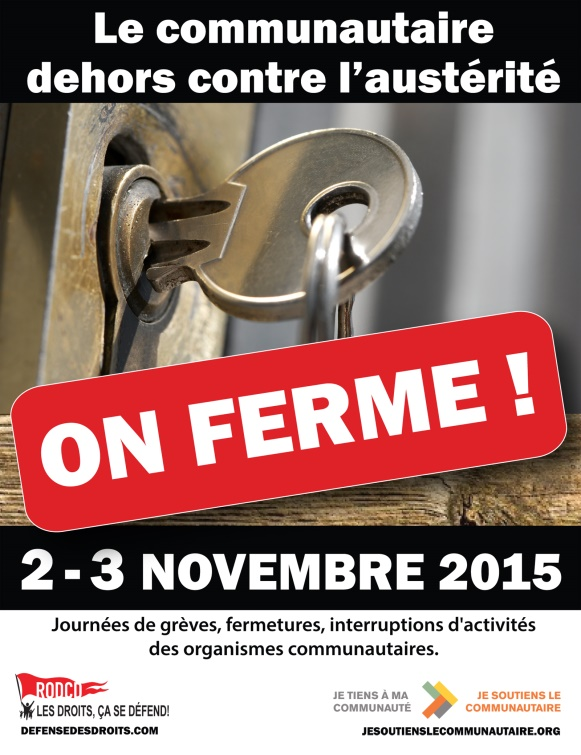 Le communautaire
dehors contre l'austérité
ON FERME !
2 - 3 NOVEMBRE 2015
Journées de grèves, fermetures, interruptions d'activités
des organismes communautaires.
RODCD
LES DROITS, ÇA SE DÉFEND!
DEFENSEDESDROITS.COM
JE TIENS À MA
COMMUNAUTÉ
JE SOUTIENS LE
COMMUNAUTAIRE
JESOUTIENSLECOMMUNAUTAIRE.ORG